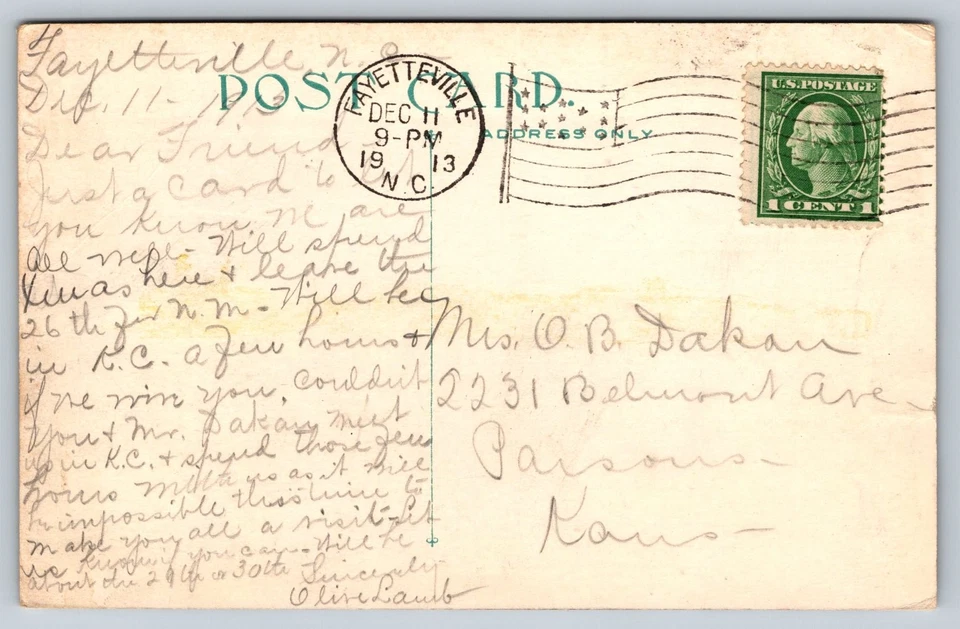 POST CARD.
ADDRESS ONLY
FAYETTEVILLE
DEC 11
9-PM
19 13
N.C.
U.S. POSTAGE
1 CENT 1
Fayetteville, N.C.
Dec. 11 - 1913
Dear Friend
Just a card to let
you know we are
all well - Will spend
Xmas here & leave the
26th for N.M. - Will be
in K.C. a few hours &
if we wire you, couldn't
you & Mr. Dakan meet
us in K.C. & spend those few
hours with us as it will
be impossible this time to
make you all a visit - Let
us know if you can - Will be
about the 29th or 30th Sincerely
Olive Lamb
Mrs. O. B. Dakan
2231 Belmont Ave -
Parsons -
Kans -